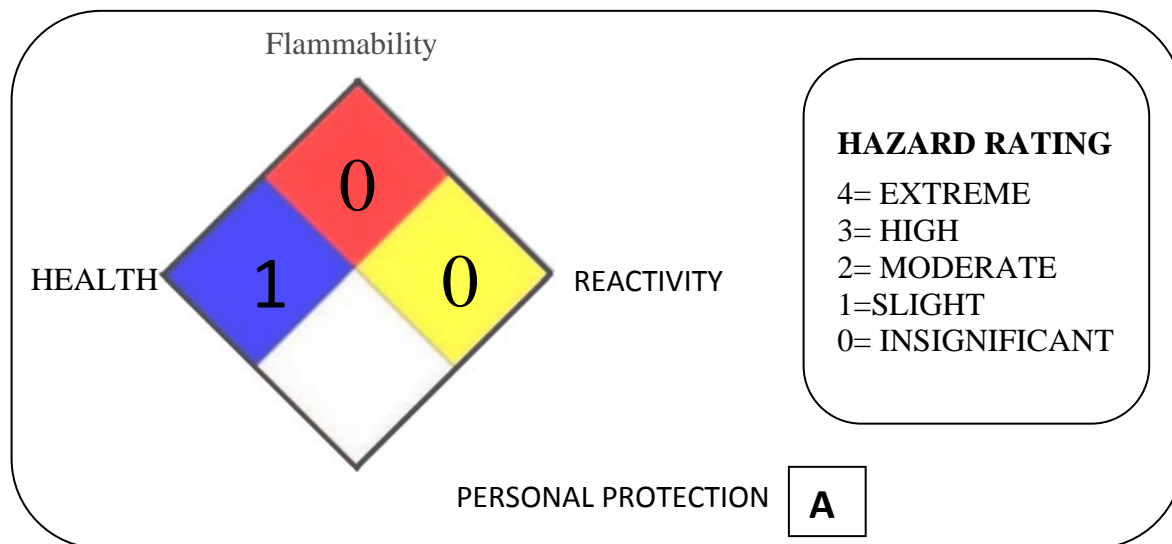 Flammability
0
HEALTH
1
0
REACTIVITY
HAZARD RATING
4= EXTREME
3= HIGH
2= MODERATE
1=SLIGHT
0= INSIGNIFICANT
PERSONAL PROTECTION A